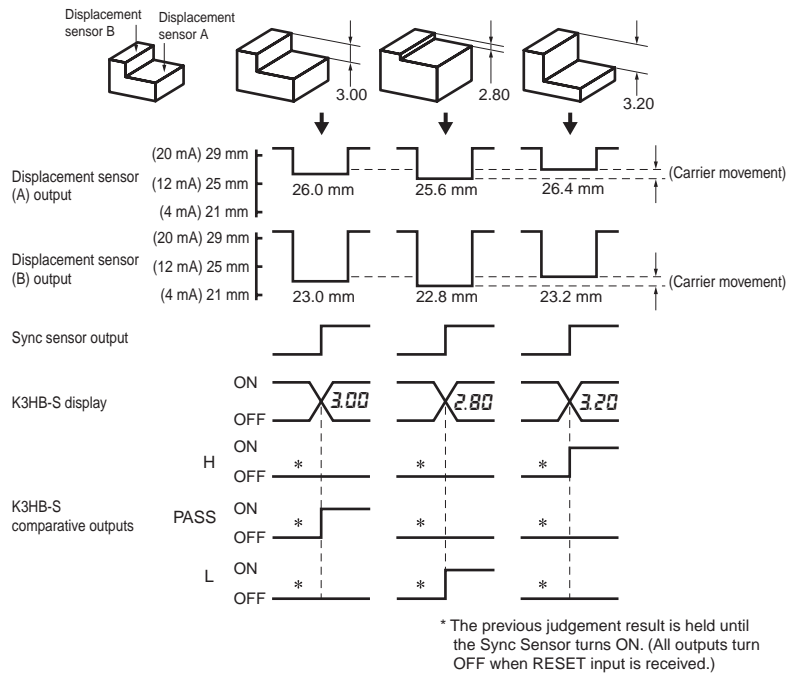 Displacement
sensor B
Displacement
sensor A
3.00
2.80
3.20
Displacement sensor
(A) output
(20 mA) 29 mm
(12 mA) 25 mm
(4 mA) 21 mm
26.0 mm
25.6 mm
26.4 mm
(Carrier movement)
Displacement sensor
(B) output
(20 mA) 29 mm
(12 mA) 25 mm
(4 mA) 21 mm
23.0 mm
22.8 mm
23.2 mm
(Carrier movement)
Sync sensor output
K3HB-S display
ON
OFF
3.00
2.80
3.20
K3HB-S
comparative outputs
H
ON
OFF
*
*
*
PASS
ON
OFF
*
*
*
L
ON
OFF
*
*
*
* The previous judgement result is held until
the Sync Sensor turns ON. (All outputs turn
OFF when RESET input is received.)